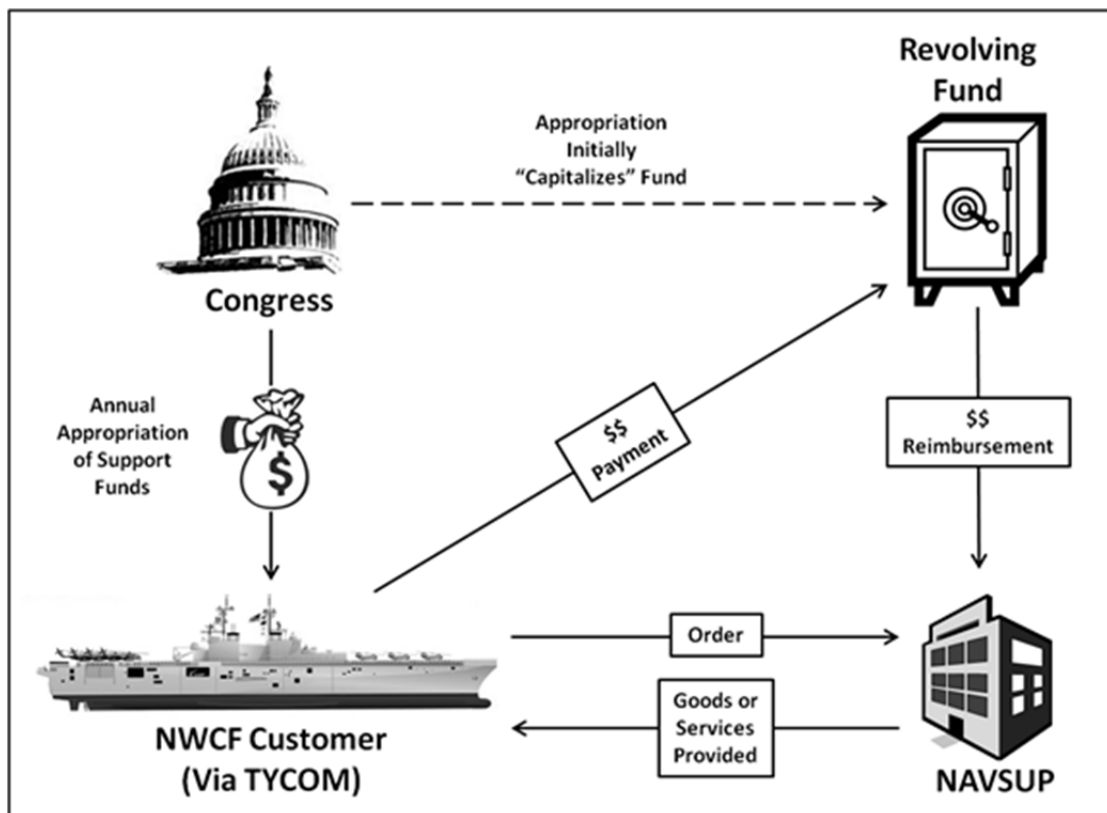 Revolving
Fund
Appropriation
Initially
“Capitalizes” Fund
Congress
Annual
Appropriation
of Support
Funds
$
$$
Payment
$$
Reimbursement
Order
Goods or
Services
Provided
NWCF Customer
(Via TYCOM)
NAVSUP